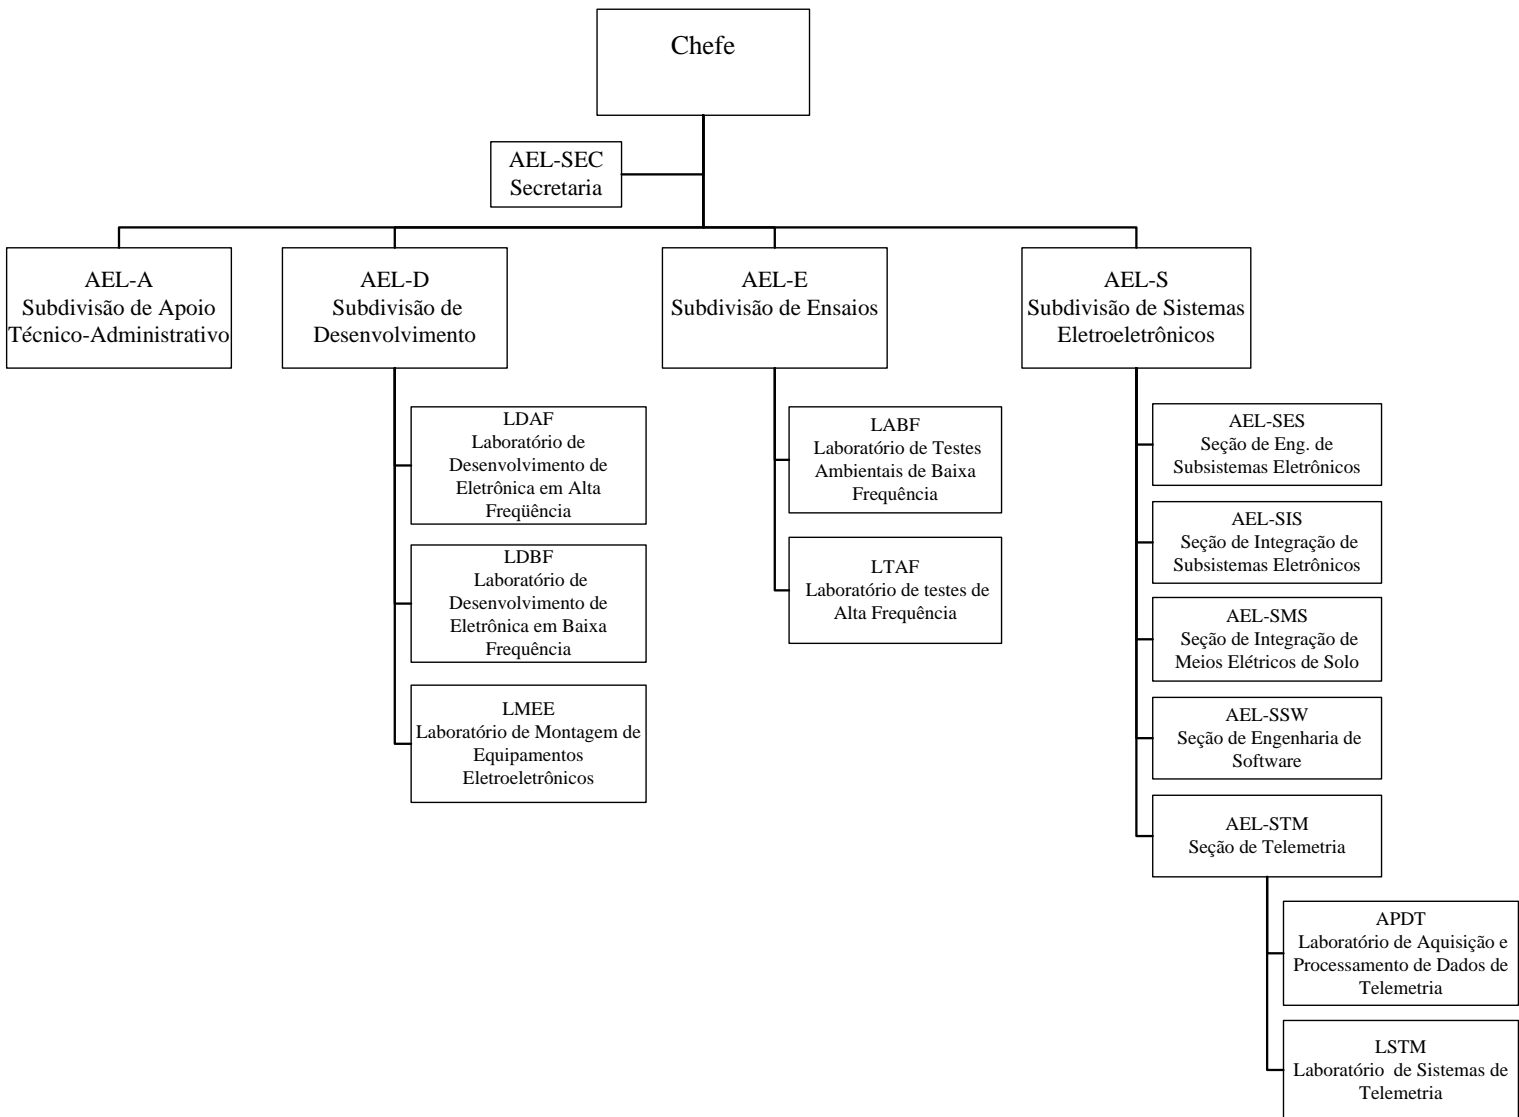 Chefe
AEL-SEC
Secretaria
AEL-A
Subdivisão de Apoio
Técnico-Administrativo
AEL-D
Subdivisão de
Desenvolvimento
AEL-E
Subdivisão de Ensaios
AEL-S
Subdivisão de Sistemas
Eletroeletrônicos
LDAF
Laboratório de
Desenvolvimento de
Eletrônica em Alta
Freqüência
LDBF
Laboratório de
Desenvolvimento de
Eletrônica em Baixa
Frequência
LMEE
Laboratório de Montagem de
Equipamentos
Eletroeletrônicos
LABF
Laboratório de Testes
Ambientais de Baixa
Frequência
LTAF
Laboratório de testes de
Alta Frequência
AEL-SES
Seção de Eng. de
Subsistemas Eletrônicos
AEL-SIS
Seção de Integração de
Subsistemas Eletrônicos
AEL-SMS
Seção de Integração de
Meios Elétricos de Solo
AEL-SSW
Seção de Engenharia de
Software
AEL-STM
Seção de Telemetria
APDT
Laboratório de Aquisição e
Processamento de Dados de
Telemetria
LSTM
Laboratório de Sistemas de
Telemetria